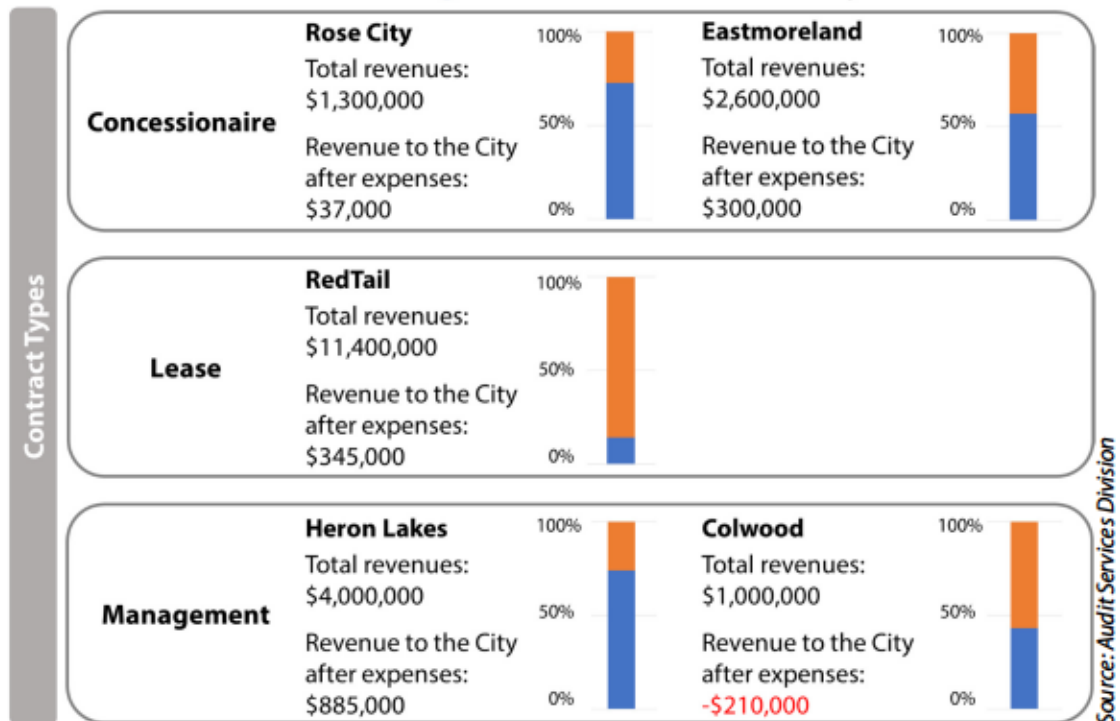 Contract Types
Concessionaire
Rose City
Total revenues:
$1,300,000
Revenue to the City
after expenses:
$37,000
100%
50%
0%
Eastmoreland
Total revenues:
$2,600,000
Revenue to the City
after expenses:
$300,000
100%
50%
0%
Lease
RedTail
Total revenues:
$11,400,000
Revenue to the City
after expenses:
$345,000
100%
50%
0%
Management
Heron Lakes
Total revenues:
$4,000,000
Revenue to the City
after expenses:
$885,000
100%
50%
0%
Colwood
Total revenues:
$1,000,000
Revenue to the City
after expenses:
-$210,000
100%
50%
0%
Source: Audit Services Division